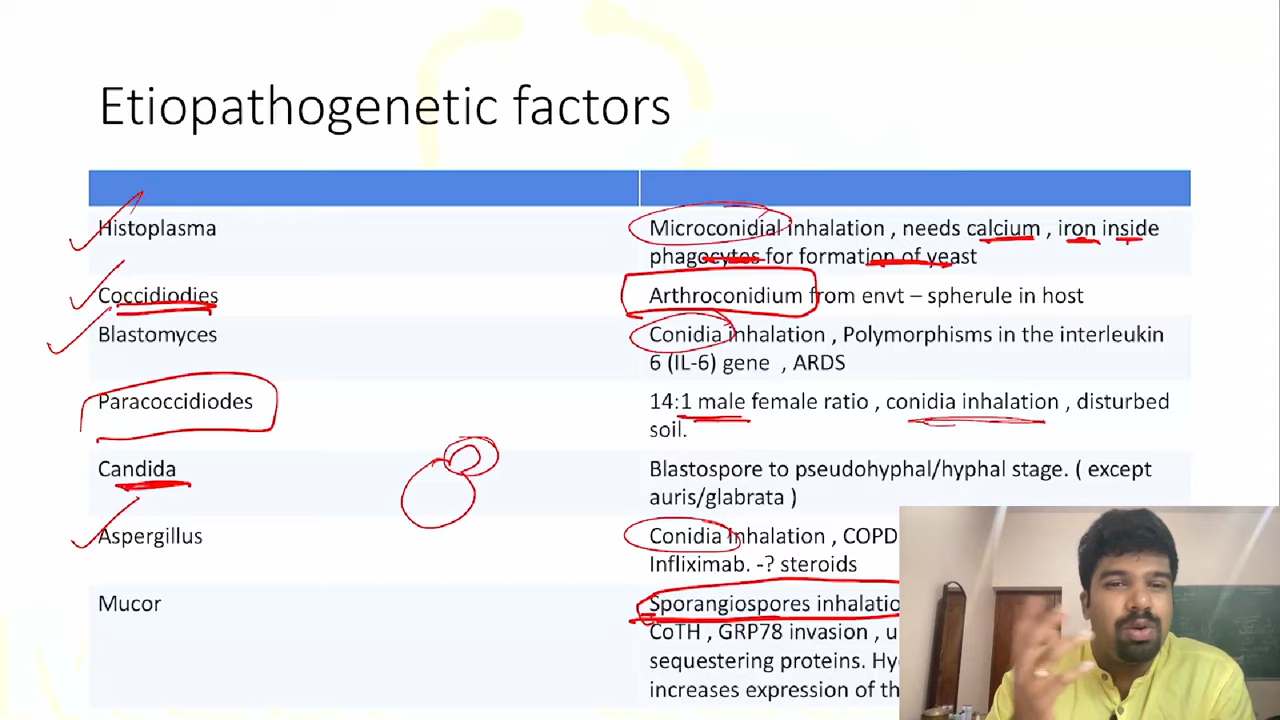 Etiopathogenetic factors
Histoplasma
Microconidial inhalation , needs calcium , iron inside
phagocytes for formation of yeast
Coccidiodies
Arthroconidium from envt – spherule in host
Blastomyces
Conidia inhalation , Polymorphisms in the interleukin
6 (IL-6) gene , ARDS
Paracoccidiodes
14:1 male female ratio , conidia inhalation , disturbed
soil.
Candida
Blastospore to pseudohyphal/hyphal stage. ( except
auris/glabrata )
Aspergillus
Conidia inhalation , COPD
Infliximab. -? steroids
Mucor
Sporangiospores inhalatio
CoTH , GRP78 invasion , u
sequestering proteins. Hy
increases expression of th